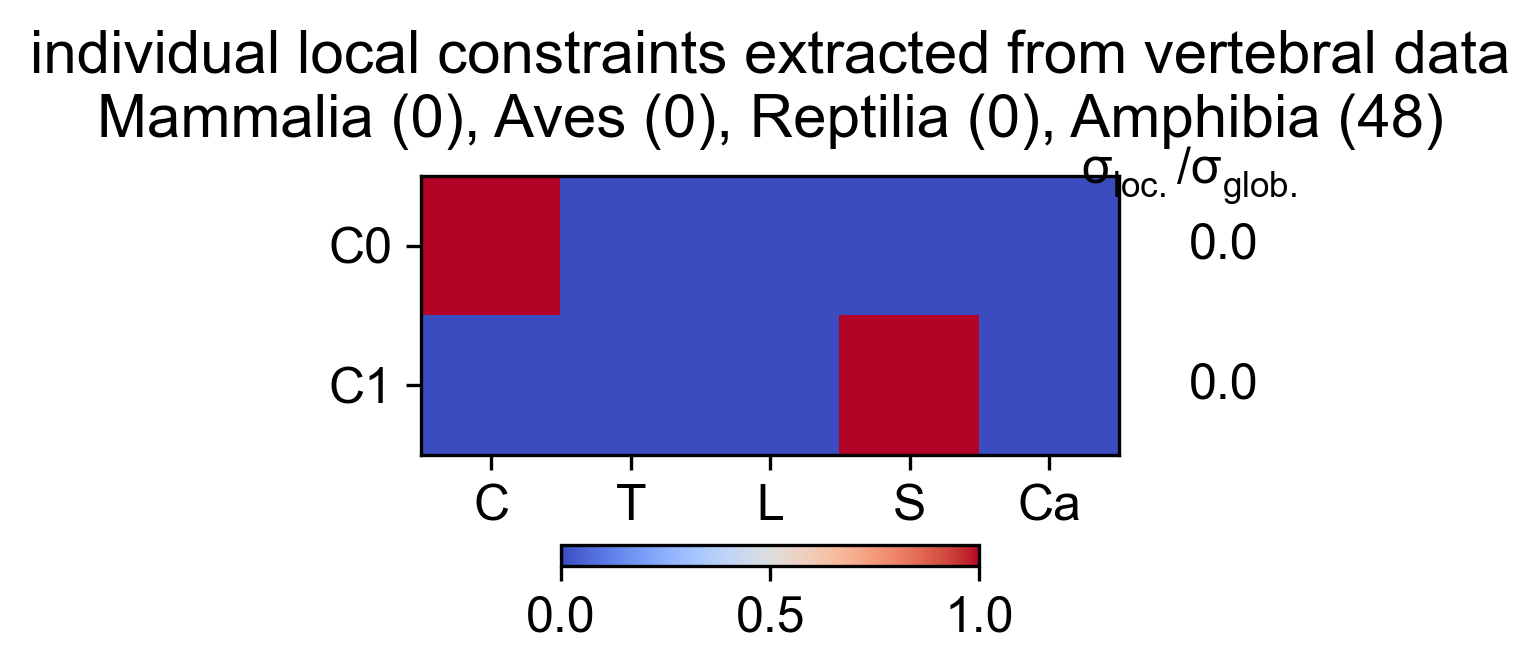 individual local constraints extracted from vertebral data
Mammalia (0), Aves (0), Reptilia (0), Amphibia (48)
σloc. /σglob.
C0 0.0
C1 0.0
C T L S Ca
0.0 0.5 1.0